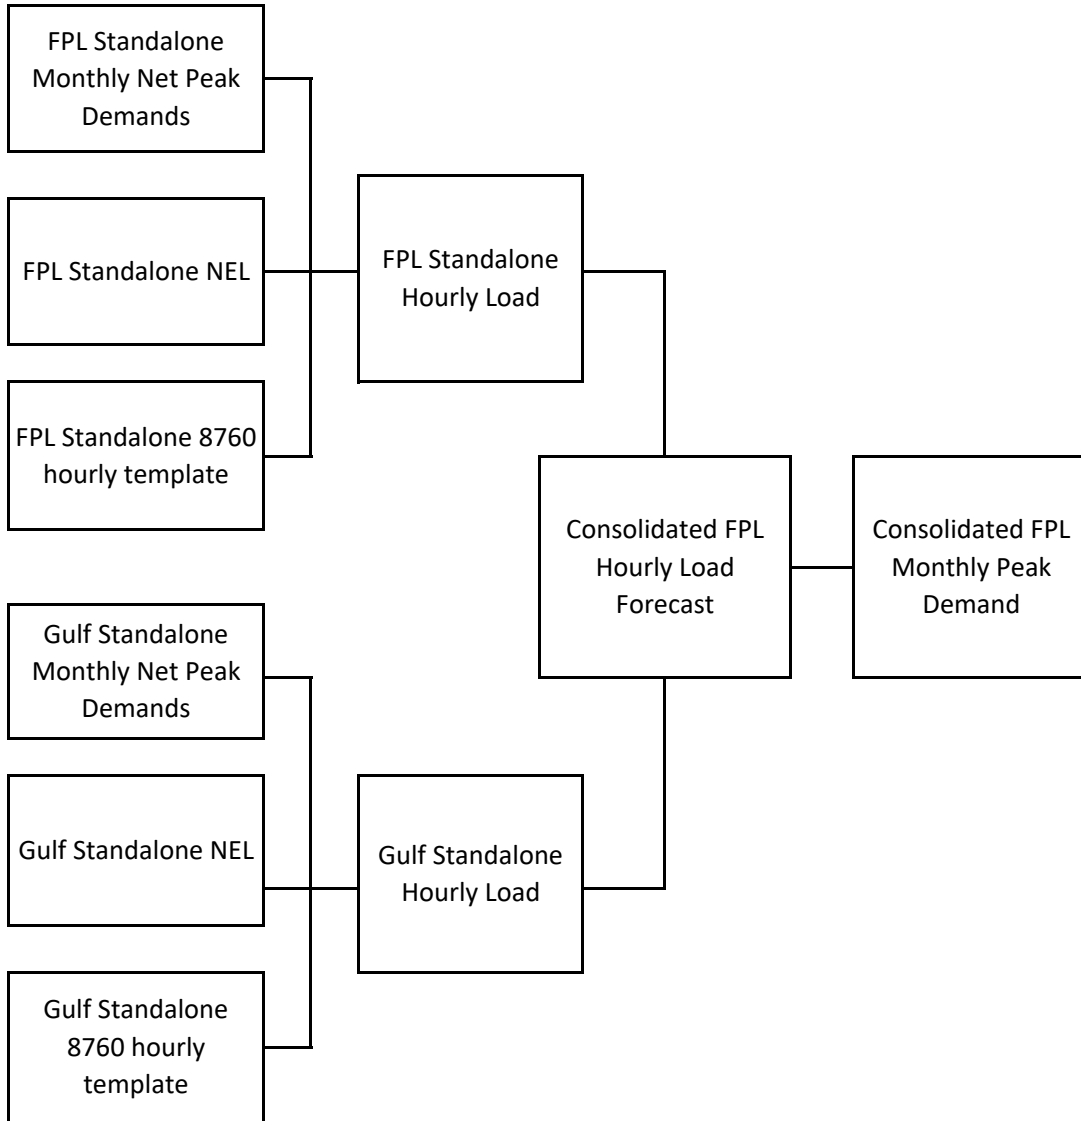 FPL Standalone
Monthly Net Peak
Demands
FPL Standalone NEL
FPL Standalone 8760
hourly template
FPL Standalone
Hourly Load
Gulf Standalone
Monthly Net Peak
Demands
Gulf Standalone NEL
Gulf Standalone
8760 hourly
template
Gulf Standalone
Hourly Load
Consolidated FPL
Hourly Load
Forecast
Consolidated FPL
Monthly Peak
Demand